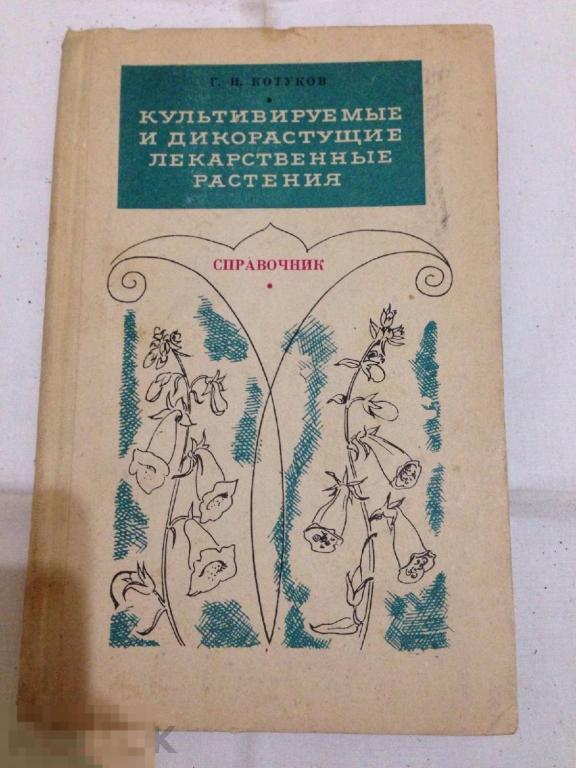 Г. Н. КОТУКОВ
КУЛЬТИВИРУЕМЫЕ
И ДИКОРАСТУЩИЕ
ЛЕКАРСТВЕННЫЕ
РАСТЕНИЯ
СПРАВОЧНИК